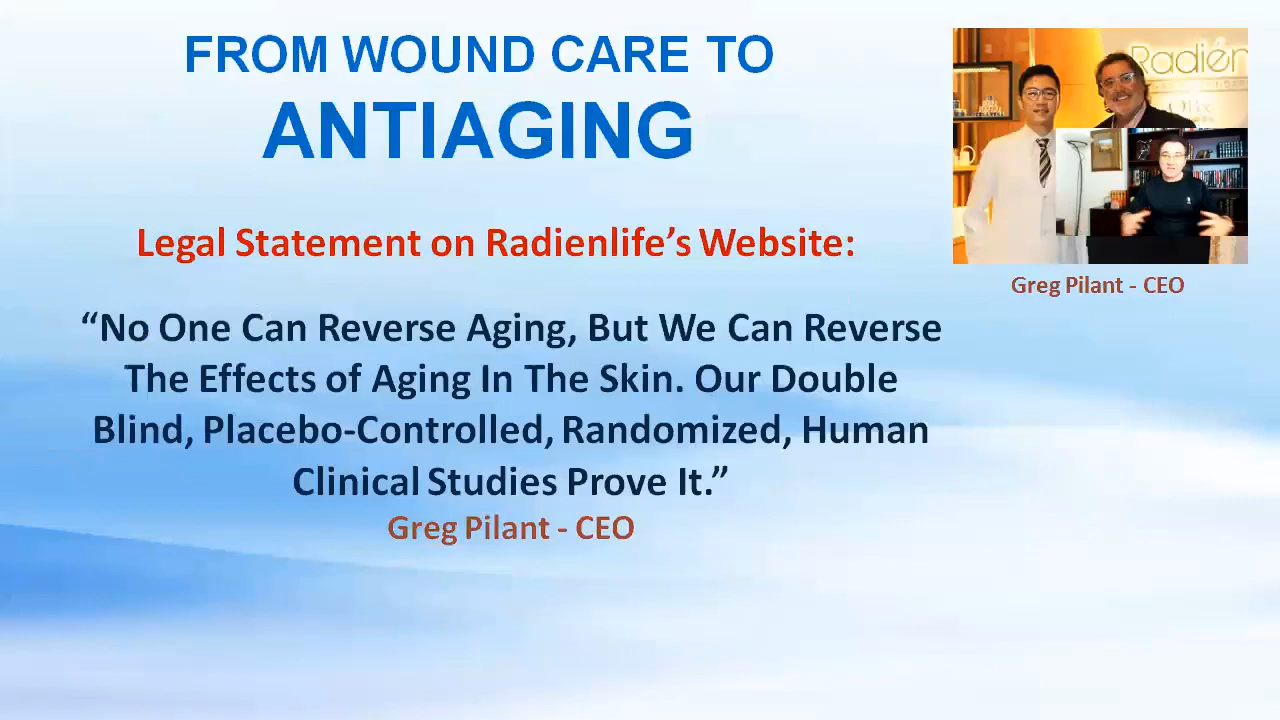 FROM WOUND CARE TO
ANTIAGING
Radién
Legal Statement on Radienlife’s Website:
Greg Pilant - CEO
“No One Can Reverse Aging, But We Can Reverse
The Effects of Aging In The Skin. Our Double
Blind, Placebo-Controlled, Randomized, Human
Clinical Studies Prove It.”
Greg Pilant - CEO